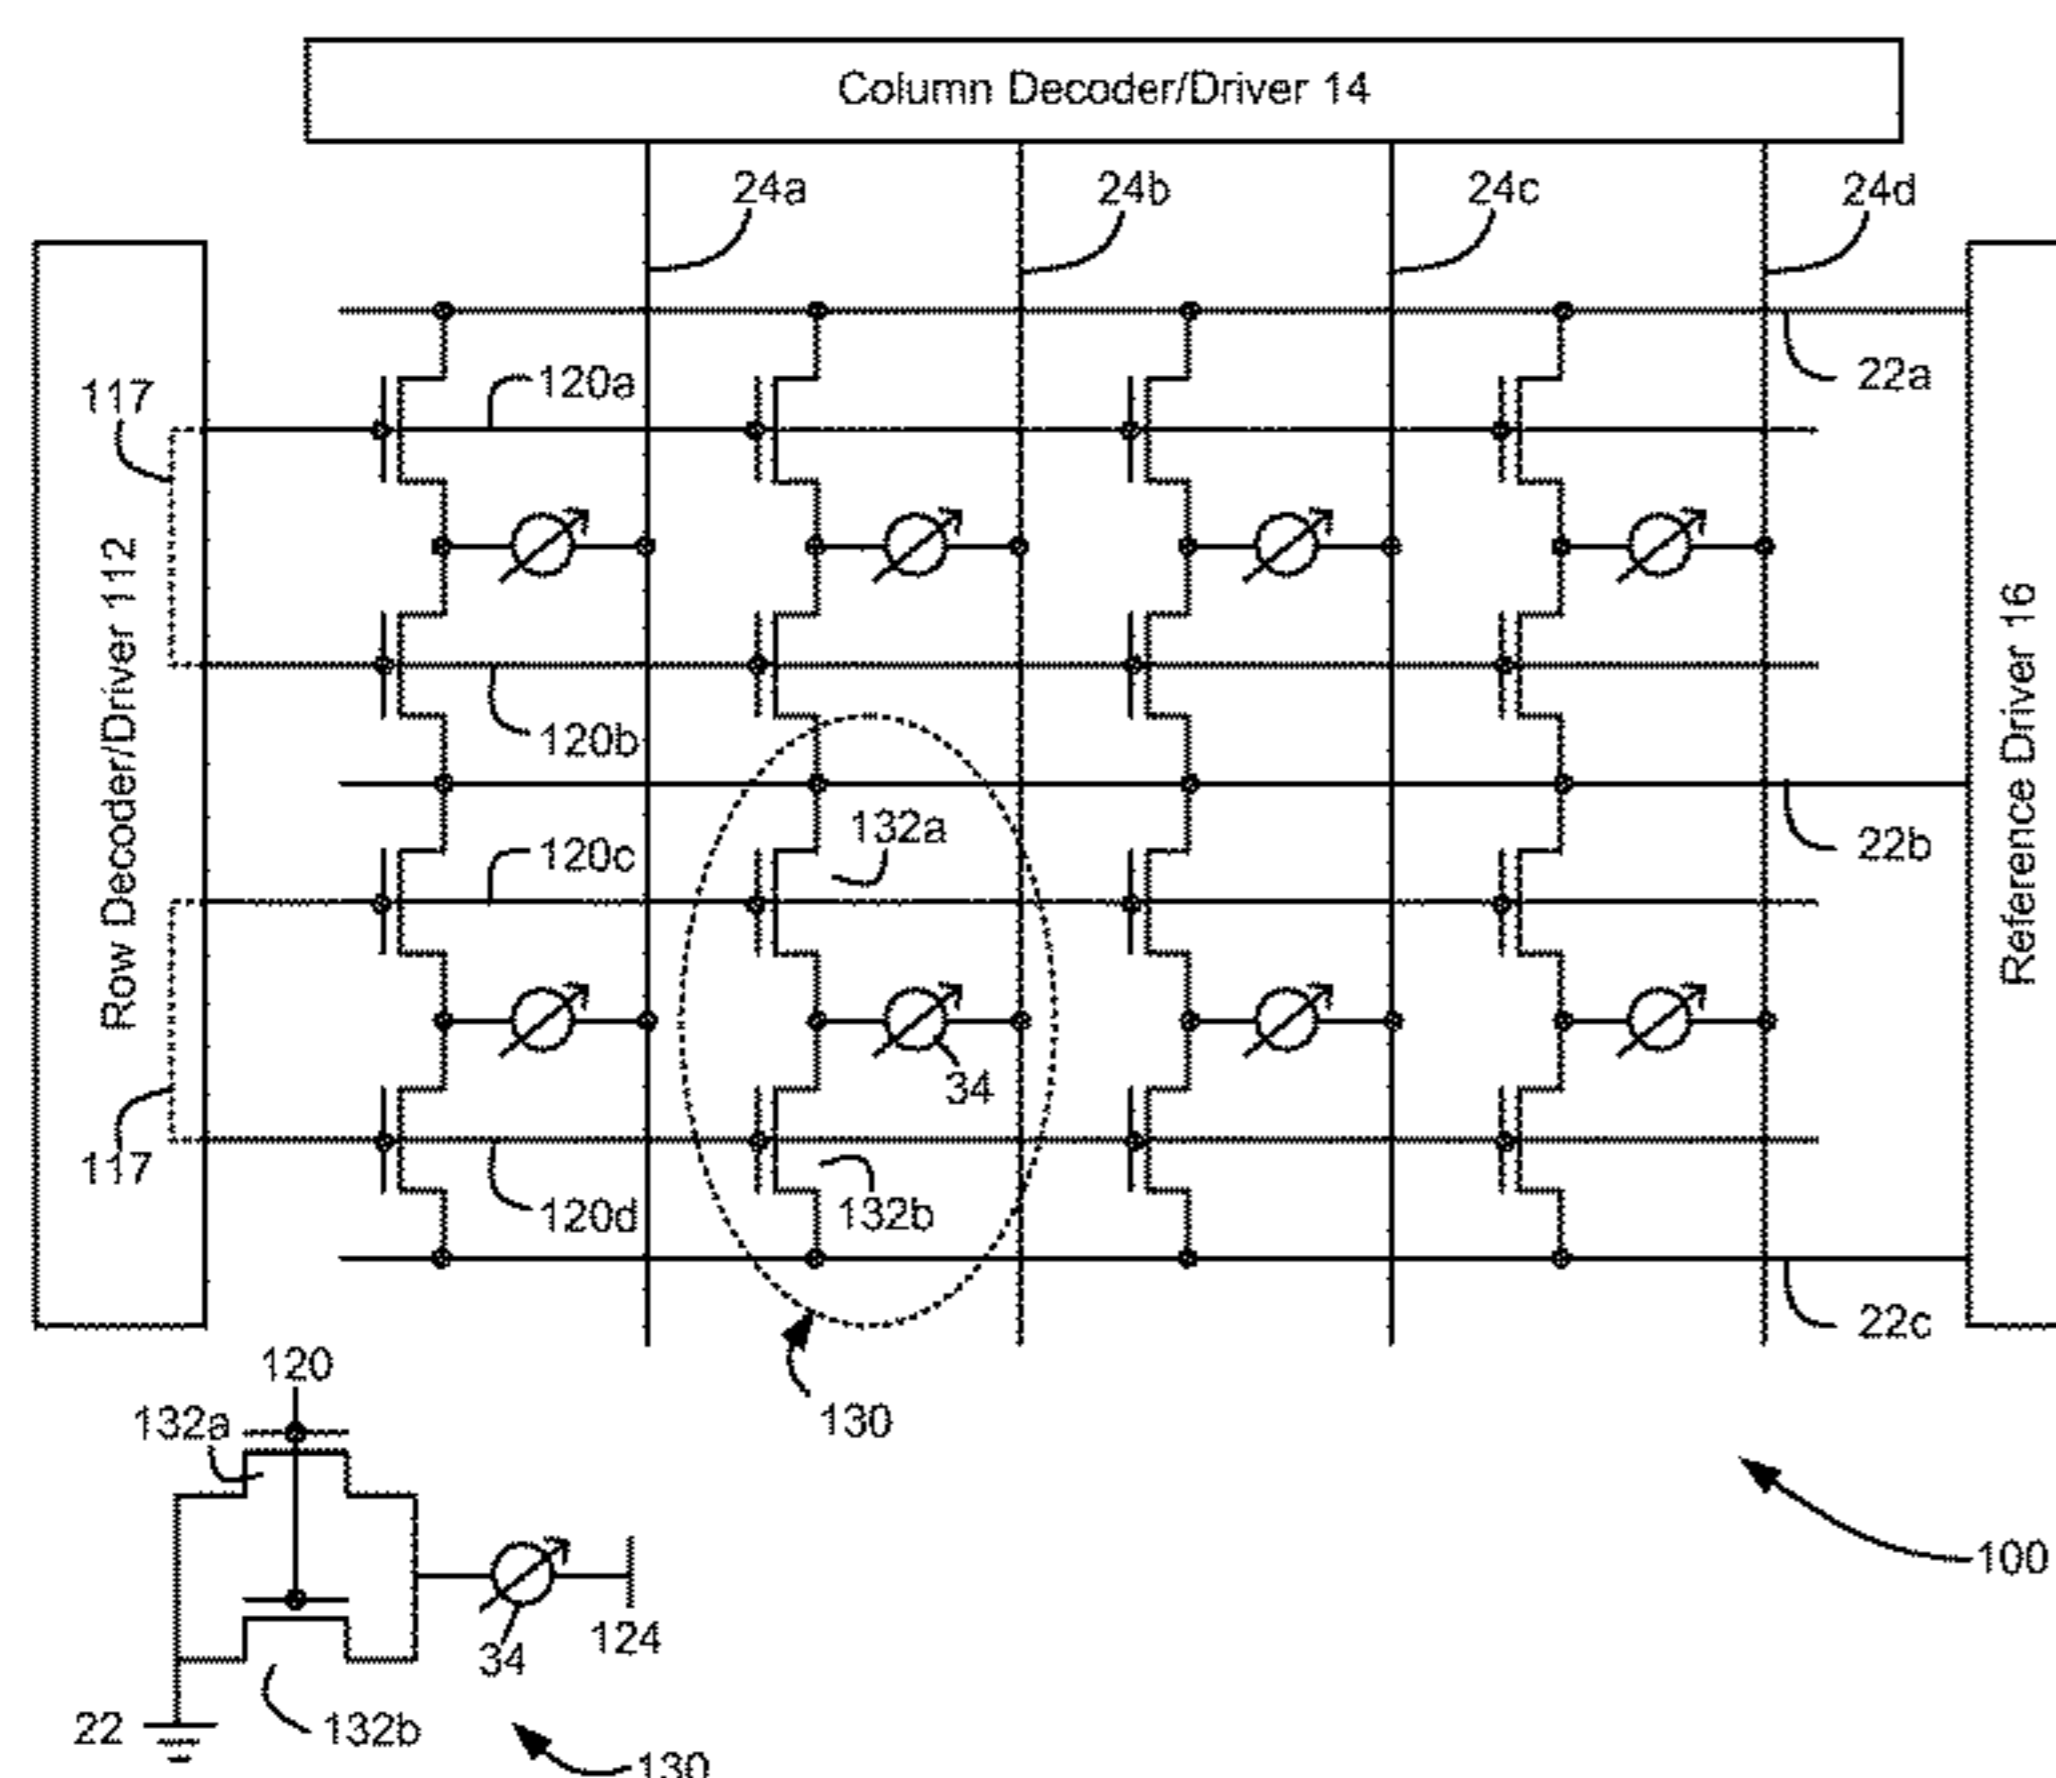 Column Decoder/Driver 14
24a
24b
24c
24d
117
120a
22a
Row Decoder/Driver 112
Reference Driver 16
120b
132a
120c
22b
34
117
120d
132b
22c
130
120
132a
100
34
124
22
132b
130